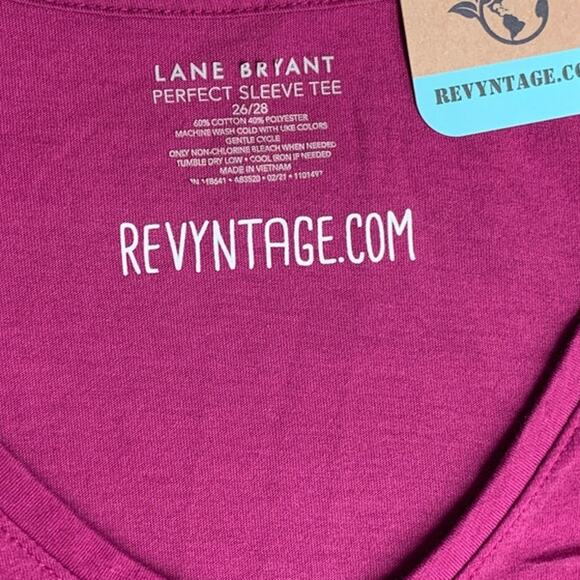 LANE BRYANT
PERFECT SLEEVE TEE
26/28
60% COTTON 40% POLYESTER
MACHINE WASH COLD WITH LIKE COLORS
GENTLE CYCLE
ONLY NON-CHLORINE BLEACH WHEN NEEDED
TUMBLE DRY LOW • COOL IRON IF NEEDED
MADE IN VIETNAM
• 02/21 •
REVYNTAGE.COM
REVYNTAGE.CO